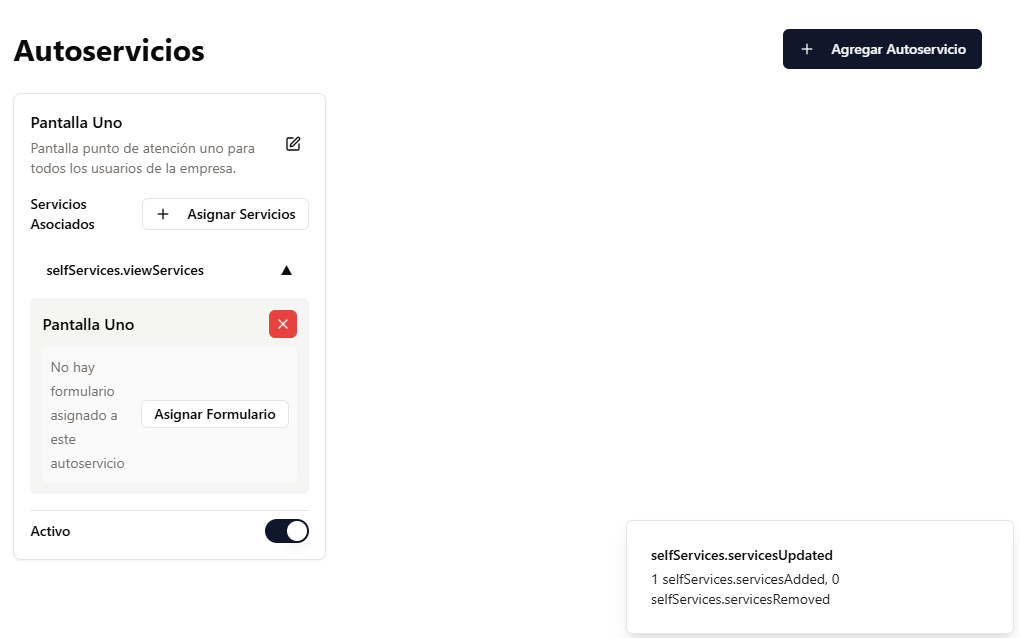 Autoservicios
Agregar Autoservicio
Pantalla Uno
Pantalla punto de atención uno para
todos los usuarios de la empresa.
Servicios
Asociados
Asignar Servicios
selfServices.viewServices
Pantalla Uno
No hay
formulario
asignado a
este
autoservicio
Asignar Formulario
Activo
selfServices.servicesUpdated
1 selfServices.servicesAdded, 0
selfServices.servicesRemoved